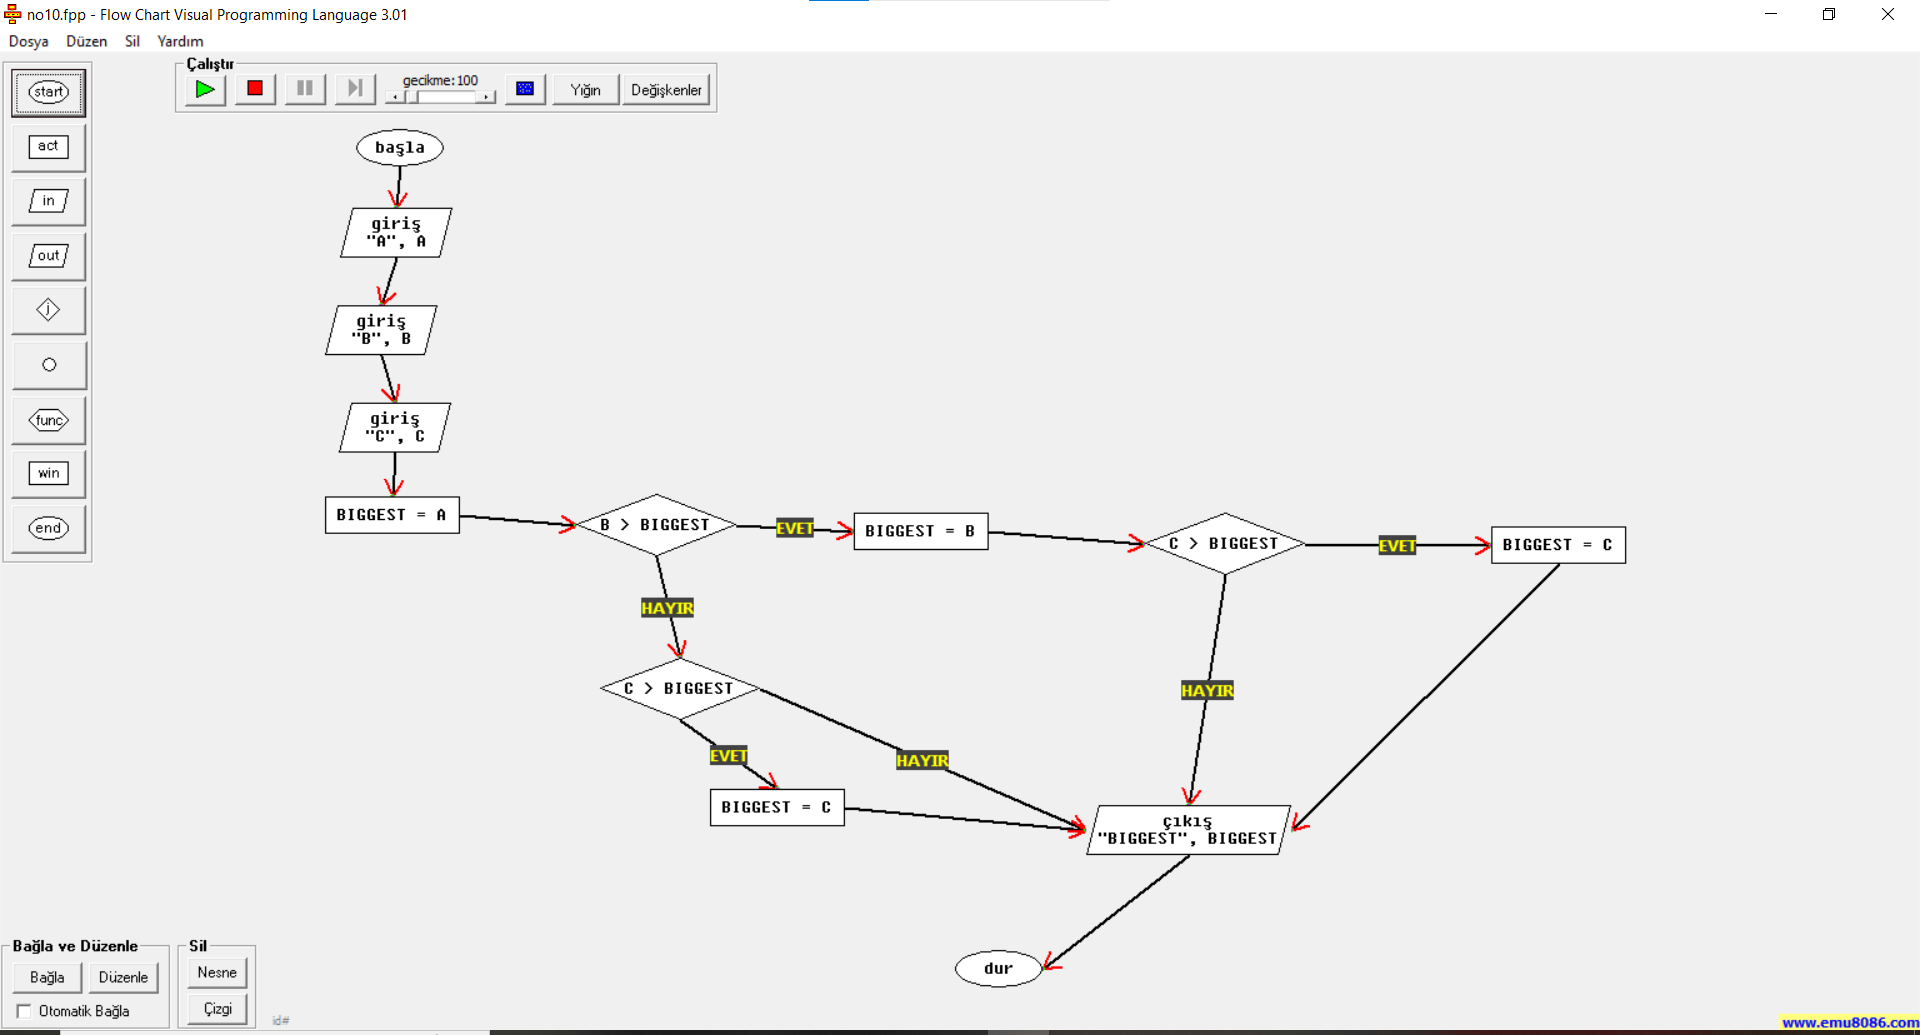 no10.fpp - Flow Chart Visual Programming Language 3.01
Dosya Düzen Sil Yardım
Çalıştır
gecikme:100
Yığın
Değişkenler
start
act
in
out
j
func
win
end
başla
giriş
"A", A
giriş
"B", B
giriş
"C", C
BIGGEST = A
B > BIGGEST
EVET
BIGGEST = B
C > BIGGEST
EVET
BIGGEST = C
HAYIR
C > BIGGEST
HAYIR
EVET
HAYIR
BIGGEST = C
çıkış
"BIGGEST", BIGGEST
dur
Bağla ve Düzenle
Bağla
Düzenle
Otomatik Bağla
Sil
Nesne
Çizgi
id#
www.emu8086.com